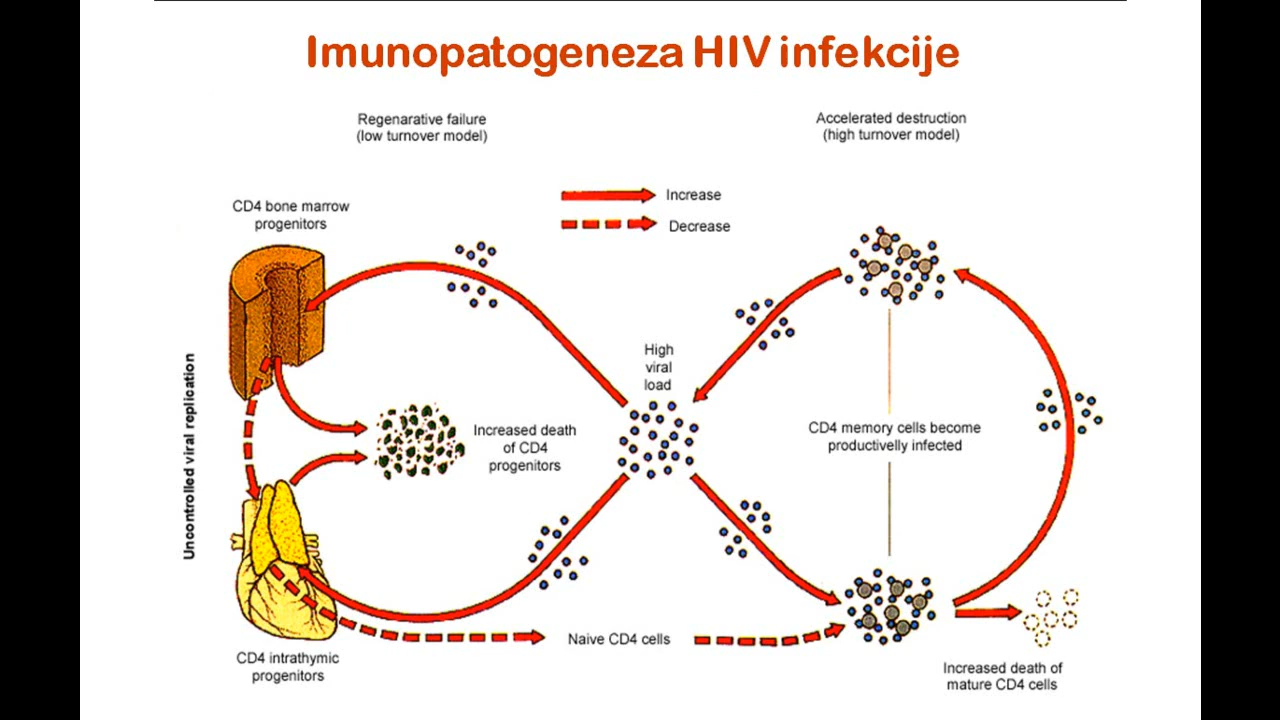 Imunopatogeneza HIV infekcije
Regenarative failure
(low turnover model)
Accelerated destruction
(high turnover model)
Increase
Decrease
CD4 bone marrow
progenitors
High
viral
load
Uncontrolled viral replication
Increased death
of CD4
progenitors
CD4 memory cells become
productivelly infected
Naive CD4 cells
CD4 intrathymic
progenitors
Increased death of
mature CD4 cells